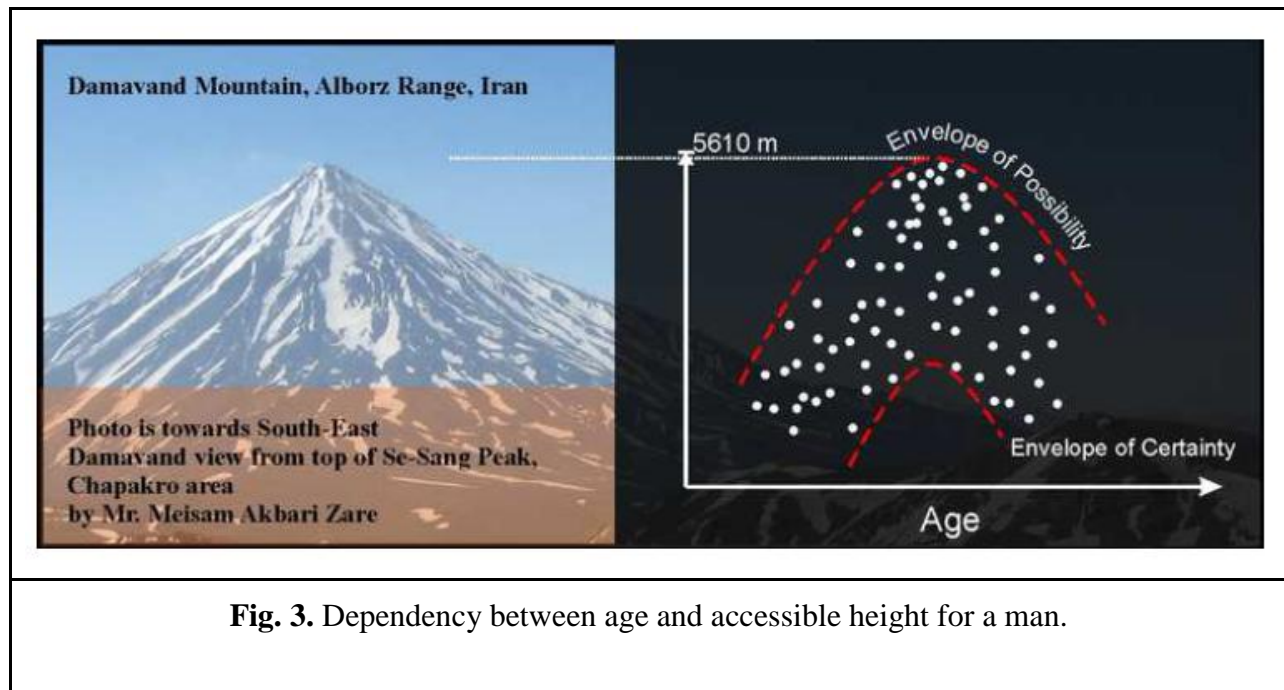 Damavand Mountain, Alborz Range, Iran
Photo is towards South-East
Damavand view from top of Se-Sang Peak,
Chapakro area
by Mr. Meisam Akbari Zare
5610 m
Envelope of Possibility
Envelope of Certainty
Age
Fig. 3. Dependency between age and accessible height for a man.